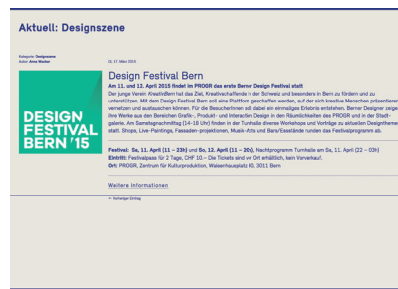 Aktuell: Designszene
Kategorie: Designszene
Autor: Anna Wacker
Di, 17. März 2015
DESIGN
FESTIVAL
BERN '15
Design Festival Bern
Am 11. und 12. April 2015 findet im PROGR das erste Berner Design Festival statt
Der junge Verein KreativBern hat das Ziel, Kreativschaffende in der Schweiz und besonders in Bern zu fördern und zu
unterstützen. Mit dem Design Festival Bern soll eine Plattform geschaffen werden, auf der sich kreative Menschen präsentieren
vernetzen und austauschen können. Für die BesucherInnen soll dabei ein einmaliges Erlebnis entstehen. Berner Designer zeigen
ihre Werke aus den Bereichen Grafik-, Produkt- und Interaction Design in den Räumlichkeiten des PROGR und in der Stadt-
galerie. Am Samstagnachmittag (14-18 Uhr) finden in der Turnhalle diverse Workshops und Vorträge zu aktuellen Designthemen
statt. Shops, Live-Paintings, Fassaden-projektionen, Musik-Acts und Bars/Essstände runden das Festivalprogramm ab.
Festival: Sa, 11. April (11 – 23h) und So, 12. April (11 – 20h), Nachtprogramm Turnhalle am Sa, 11. April (22 – 03h)
Eintritt: Festivalpass für 2 Tage, CHF 10.– Die Tickets sind vor Ort erhältlich, kein Vorverkauf.
Ort: PROGR, Zentrum für Kulturproduktion, Waisenhausplatz 30, 3011 Bern
Weitere Informationen
← Vorheriger Eintrag